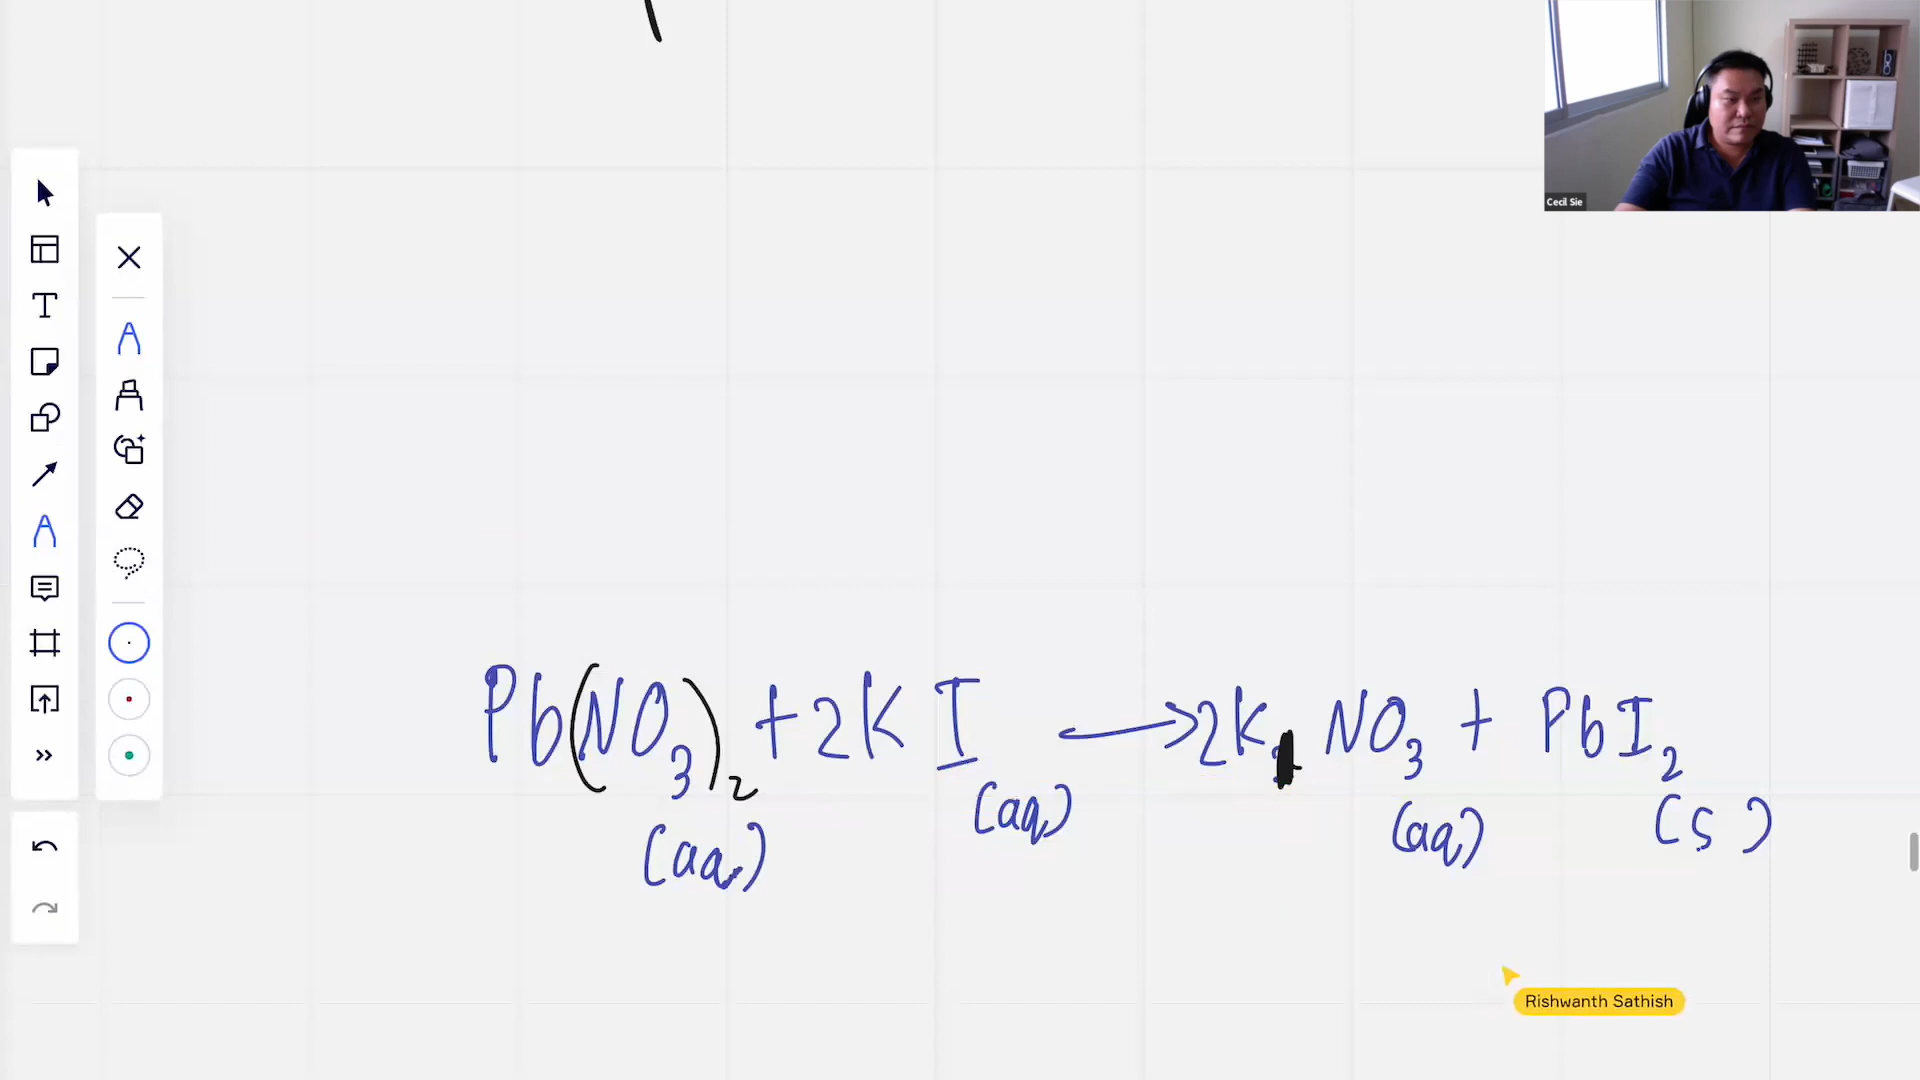 Cecil Sie
Pb(NO₃)₂ + 2KI ⟶ 2K NO₃ + PbI₂
(aq) (aq) (aq) (s)
Rishwanth Sathish